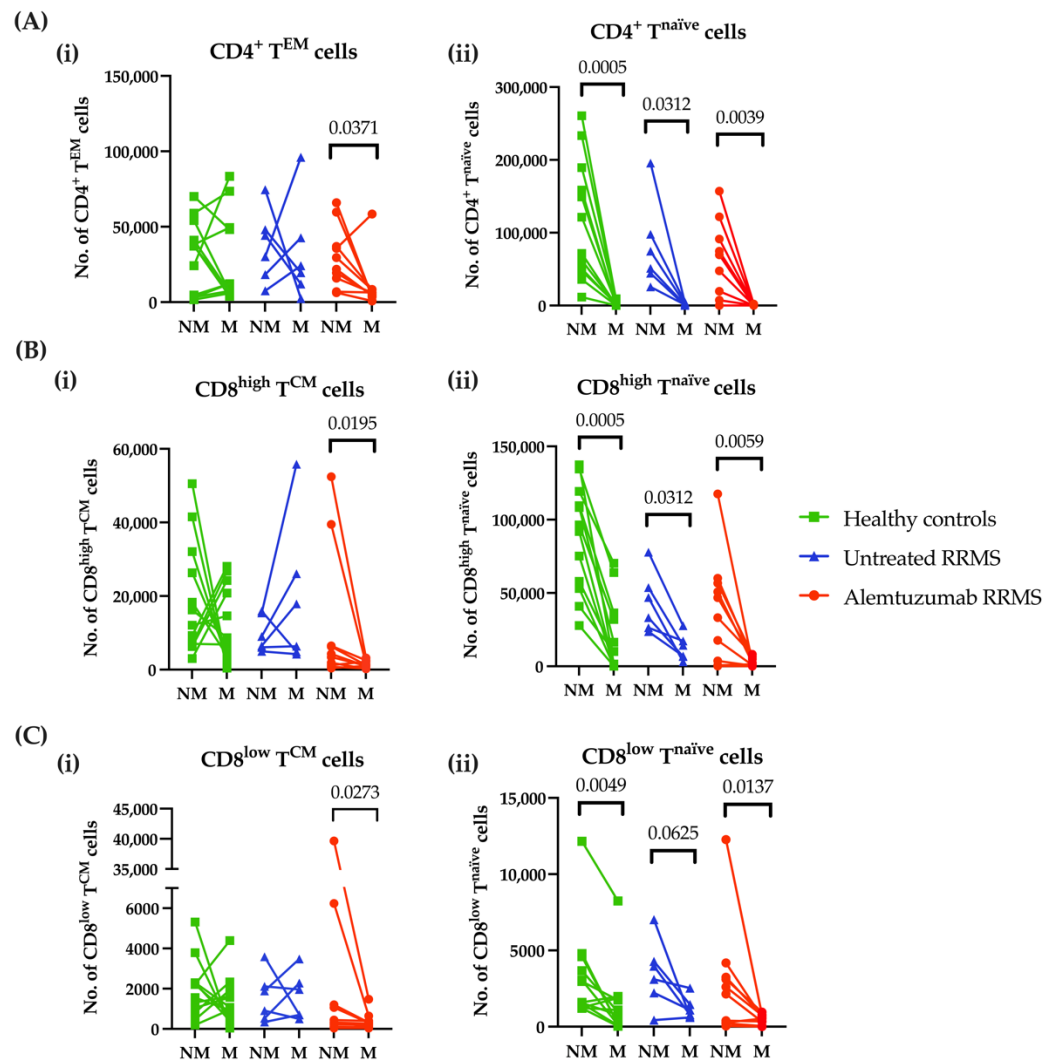 (A)
(i)
CD4⁺ Tᴱᴹ cells
150,000
100,000
50,000
0
No. of CD4⁺ Tᴱᴹ cells
0.0371
NM M NM M NM M
(ii)
CD4⁺ Tⁿᵃïᵛᵉ cells
300,000
200,000
100,000
0
No. of CD4⁺ Tⁿᵃïᵛᵉ cells
0.0005
0.0312
0.0039
NM M NM M NM M
(B)
(i)
CD8ʰⁱᵍʰ Tᶜᴹ cells
60,000
40,000
20,000
0
No. of CD8ʰⁱᵍʰ Tᶜᴹ cells
0.0195
NM M NM M NM M
(ii)
CD8ʰⁱᵍʰ Tⁿᵃïᵛᵉ cells
150,000
100,000
50,000
0
No. of CD8ʰⁱᵍʰ Tⁿᵃïᵛᵉ cells
0.0005
0.0312
0.0059
NM M NM M NM M
Healthy controls
Untreated RRMS
Alemtuzumab RRMS
(C)
(i)
CD8ˡᵒʷ Tᶜᴹ cells
45,000
40,000
35,000
6000
4000
2000
0
No. of CD8ˡᵒʷ Tᶜᴹ cells
0.0273
NM M NM M NM M
(ii)
CD8ˡᵒʷ Tⁿᵃïᵛᵉ cells
15,000
10,000
5000
0
No. of CD8ˡᵒʷ Tⁿᵃïᵛᵉ cells
0.0049
0.0625
0.0137
NM M NM M NM M